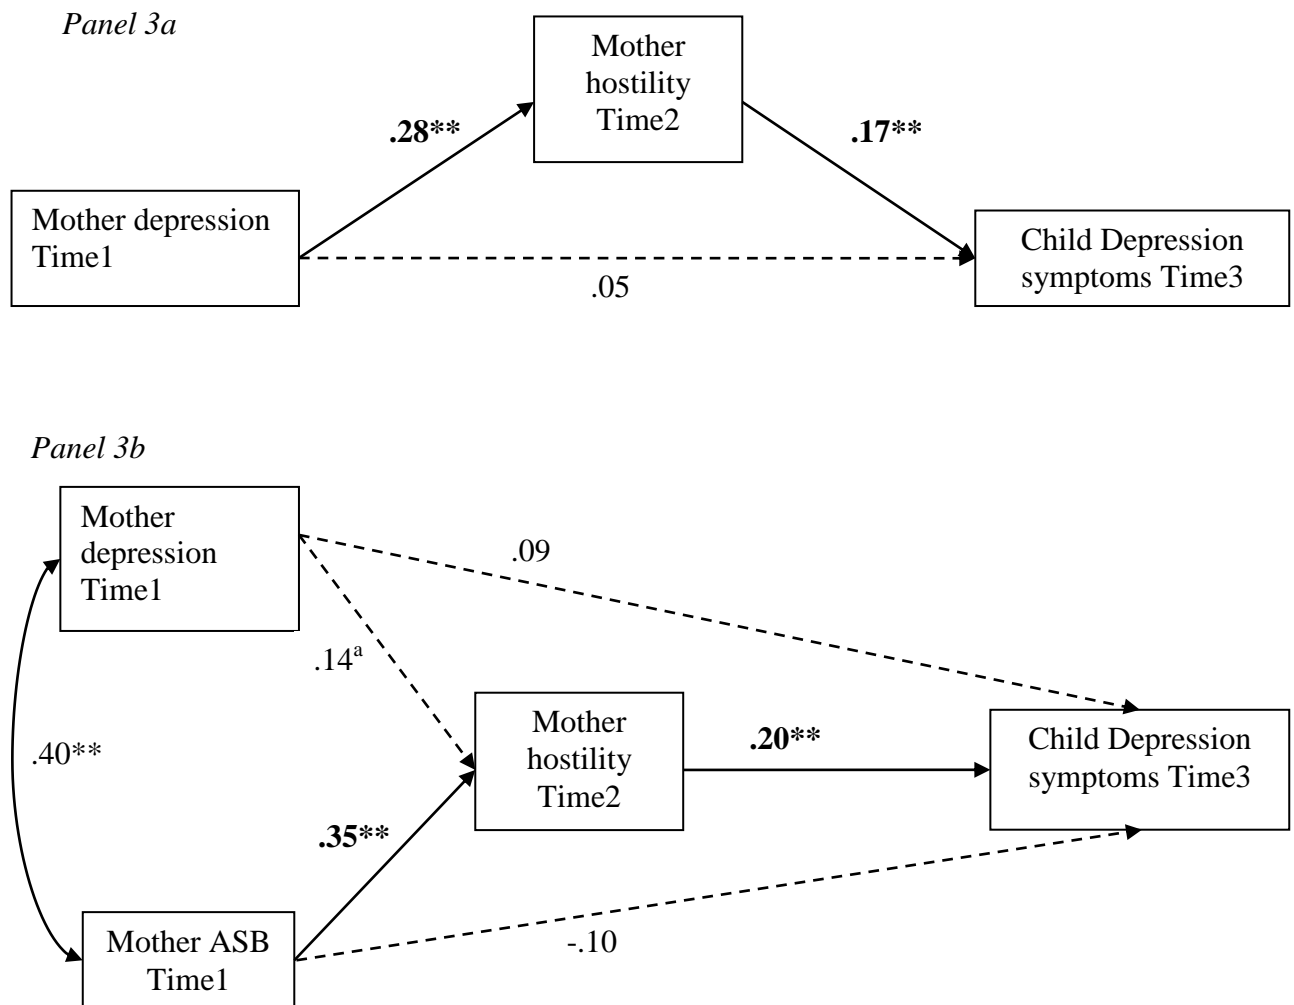 Panel 3a
Mother
hostility
Time2
.28**
.17**
Mother depression
Time1
Child Depression
symptoms Time3
.05
Panel 3b
Mother
depression
Time1
.09
.14ᵃ
Mother
hostility
Time2
.20**
Child Depression
symptoms Time3
.40**
.35**
Mother ASB
Time1
-.10